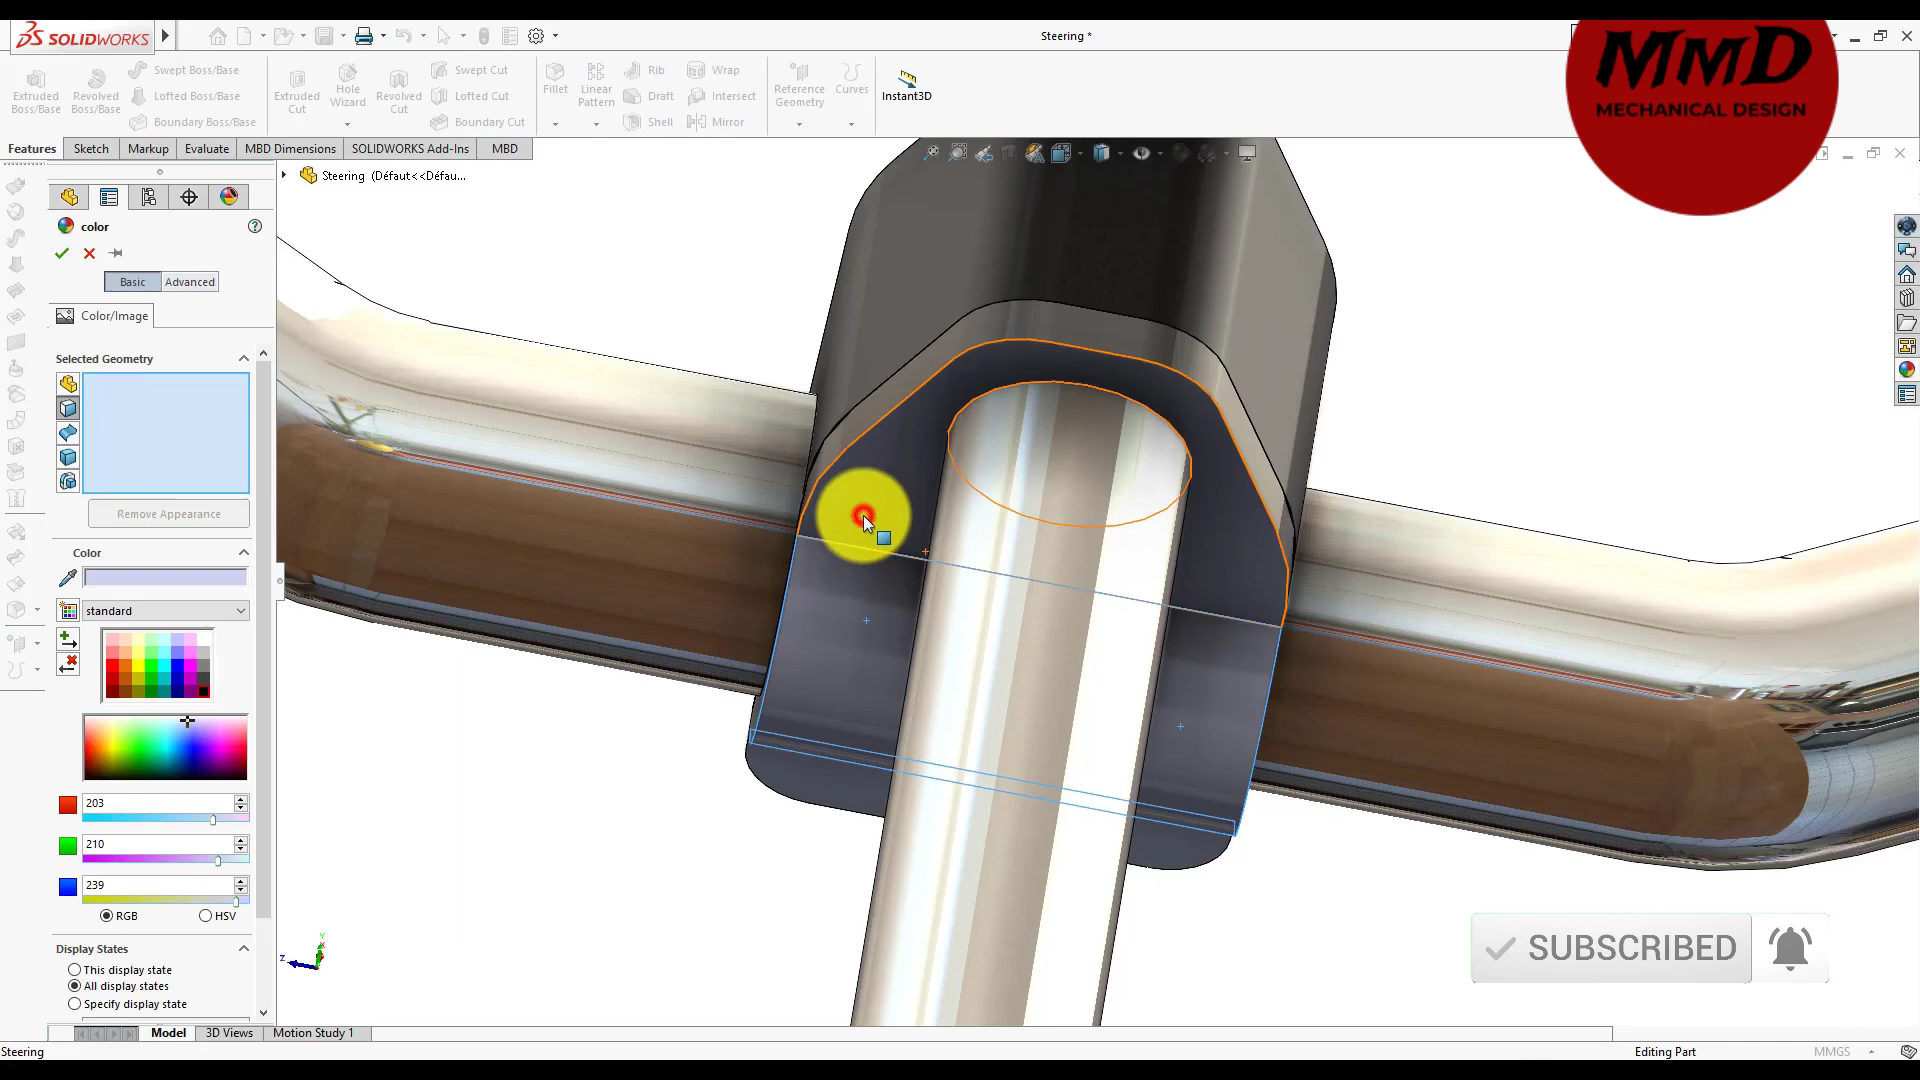 SOLIDWORKS
Steering *
MMD
MECHANICAL DESIGN
Extruded Boss/Base
Revolved Boss/Base
Swept Boss/Base
Lofted Boss/Base
Boundary Boss/Base
Extruded Cut
Hole Wizard
Revolved Cut
Swept Cut
Lofted Cut
Boundary Cut
Fillet
Linear Pattern
Rib
Draft
Shell
Wrap
Intersect
Mirror
Reference Geometry
Curves
Instant3D
Features
Sketch
Markup
Evaluate
MBD Dimensions
SOLIDWORKS Add-Ins
MBD
Steering (Défaut<<Défau...
color
Basic
Advanced
Color/Image
Selected Geometry
Remove Appearance
Color
standard
203
210
239
RGB
HSV
Display States
This display state
All display states
Specify display state
Y
Z
SUBSCRIBED
Model
3D Views
Motion Study 1
Steering
Editing Part
MMGS